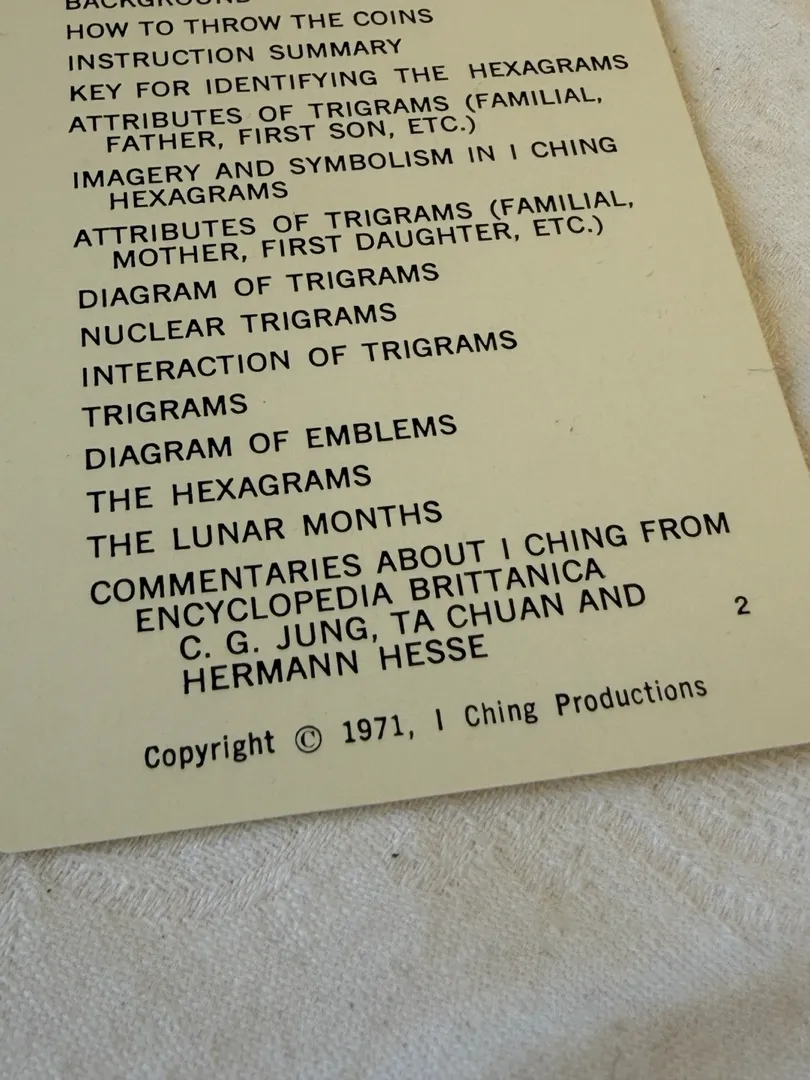 BACKGROUND
HOW TO THROW THE COINS
INSTRUCTION SUMMARY
KEY FOR IDENTIFYING THE HEXAGRAMS
ATTRIBUTES OF TRIGRAMS (FAMILIAL,
FATHER, FIRST SON, ETC.)
IMAGERY AND SYMBOLISM IN I CHING
HEXAGRAMS
ATTRIBUTES OF TRIGRAMS (FAMILIAL,
MOTHER, FIRST DAUGHTER, ETC.)
DIAGRAM OF TRIGRAMS
NUCLEAR TRIGRAMS
INTERACTION OF TRIGRAMS
TRIGRAMS
DIAGRAM OF EMBLEMS
THE HEXAGRAMS
THE LUNAR MONTHS
COMMENTARIES ABOUT I CHING FROM
ENCYCLOPEDIA BRITTANICA
C. G. JUNG, TA CHUAN AND
HERMANN HESSE
2
Copyright © 1971, I Ching Productions